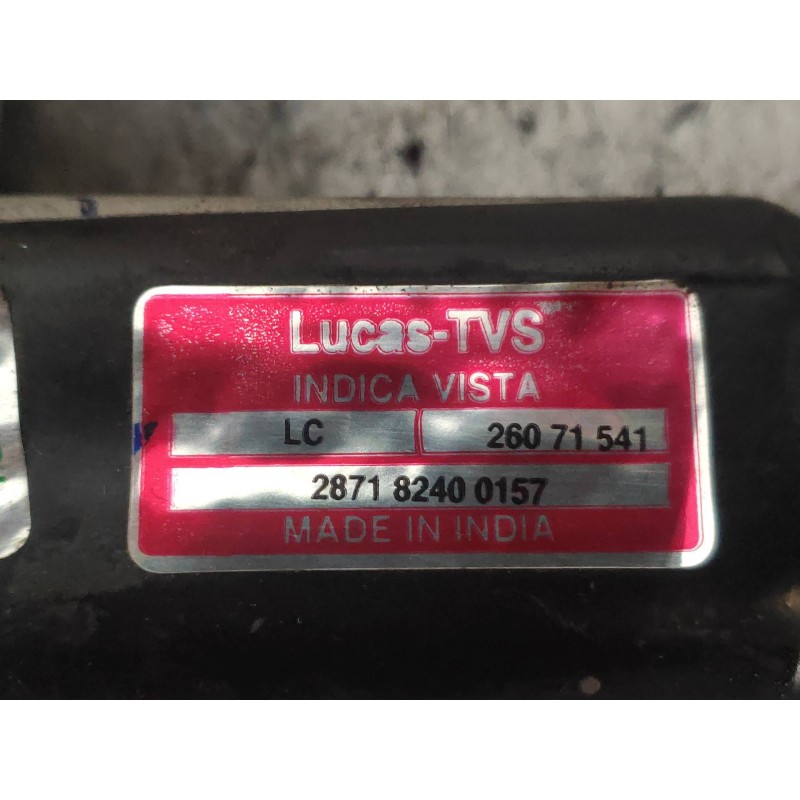 Lucas-TVS
INDICA VISTA
LC 260 71 541
2871 8240 0157
MADE IN INDIA